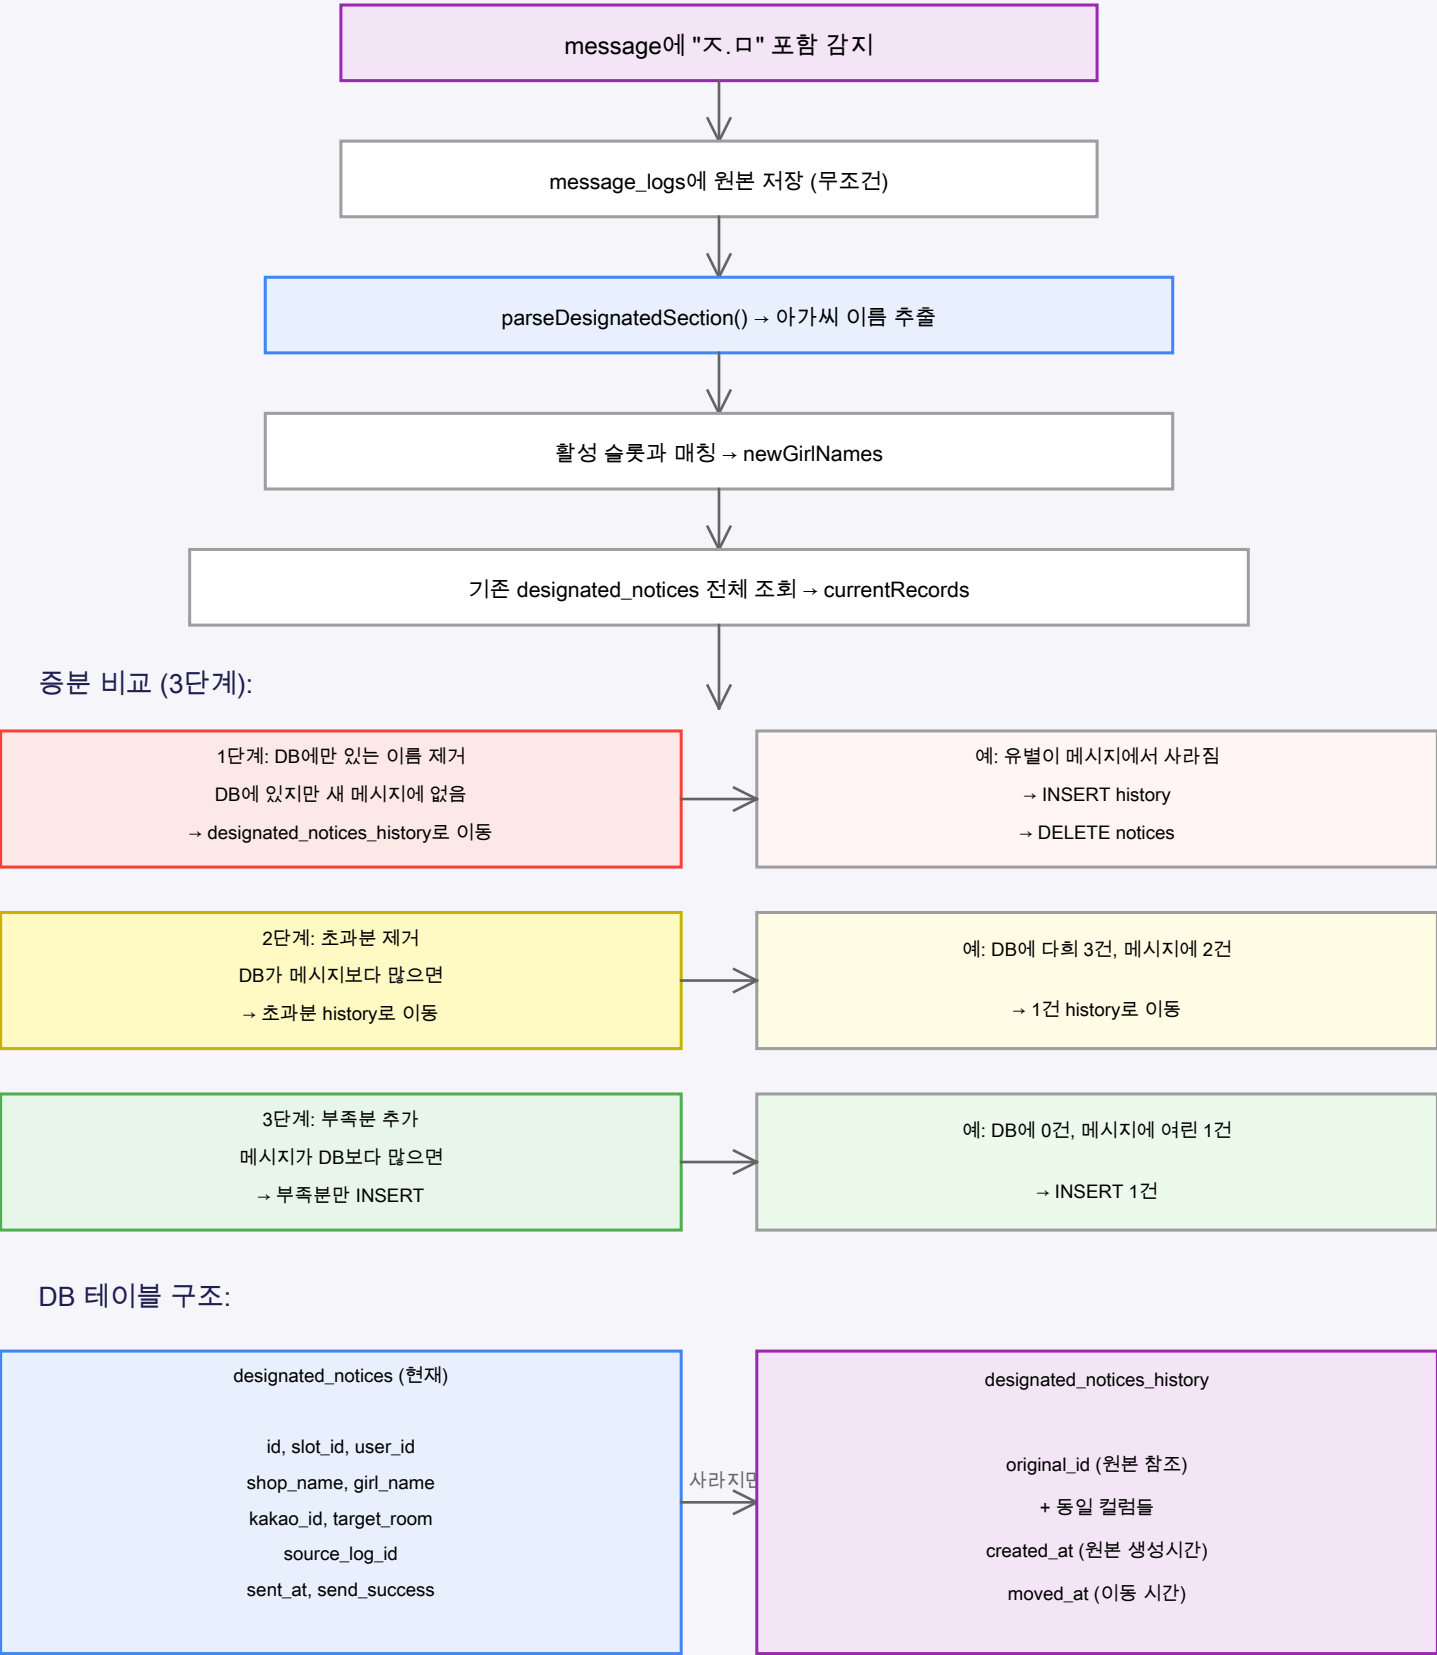 message에 "ㅈ.ㅁ" 포함 감지
message_logs에 원본 저장 (무조건)
parseDesignatedSection() → 아가씨 이름 추출
활성 슬롯과 매칭 → newGirlNames
기존 designated_notices 전체 조회 → currentRecords
증분 비교 (3단계):
1단계: DB에만 있는 이름 제거
DB에 있지만 새 메시지에 없음
→ designated_notices_history로 이동
예: 유별이 메시지에서 사라짐
→ INSERT history
→ DELETE notices
2단계: 초과분 제거
DB가 메시지보다 많으면
→ 초과분 history로 이동
예: DB에 다희 3건, 메시지에 2건
→ 1건 history로 이동
3단계: 부족분 추가
메시지가 DB보다 많으면
→ 부족분만 INSERT
예: DB에 0건, 메시지에 여린 1건
→ INSERT 1건
DB 테이블 구조:
designated_notices (현재)
id, slot_id, user_id
shop_name, girl_name
kakao_id, target_room
source_log_id
sent_at, send_success
사라지면
designated_notices_history
original_id (원본 참조)
+ 동일 컬럼들
created_at (원본 생성시간)
moved_at (이동 시간)